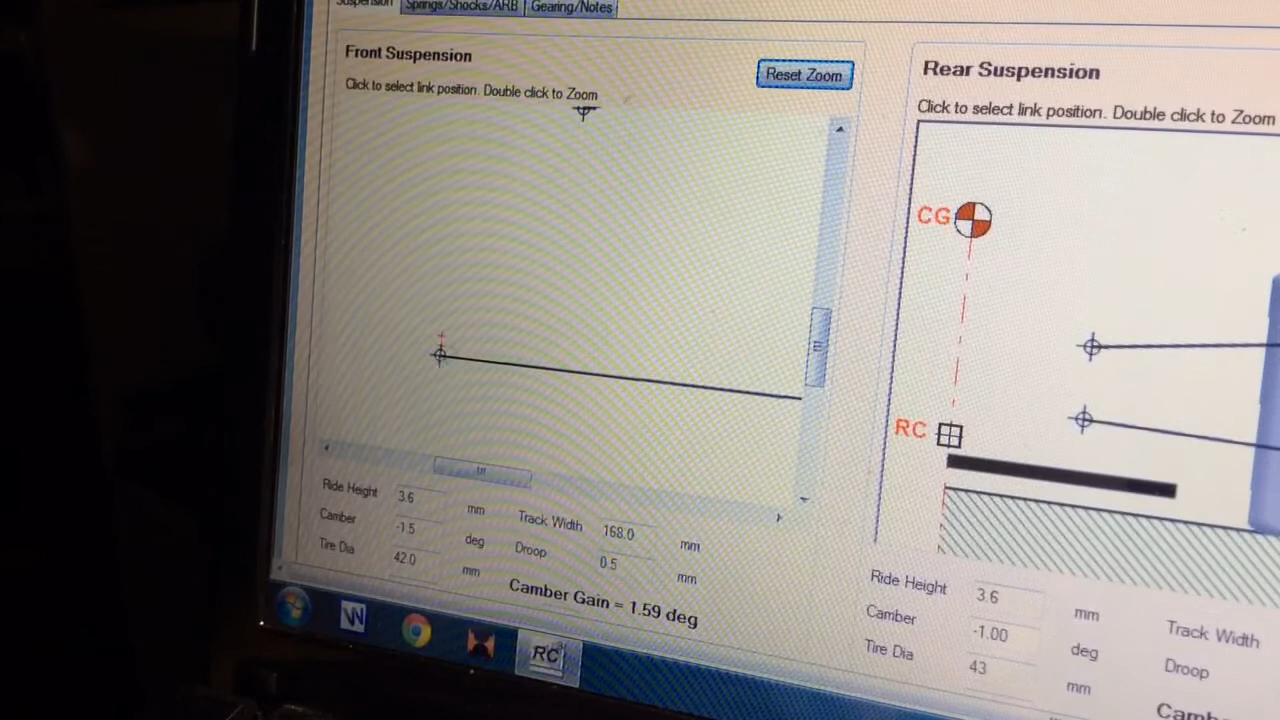 Suspension Springs/Shocks/ARB Gearing/Notes
Front Suspension
Reset Zoom
Click to select link position. Double click to Zoom
Ride Height 3.6 mm Track Width 168.0 mm
Camber -1.5 deg Droop 0.5 mm
Tire Dia 42.0 mm
Camber Gain = 1.59 deg
Rear Suspension
Click to select link position. Double click to Zoom
CG
RC
Ride Height 3.6 mm Track Width
Camber -1.00 deg Droop
Tire Dia 43 mm
W
RC